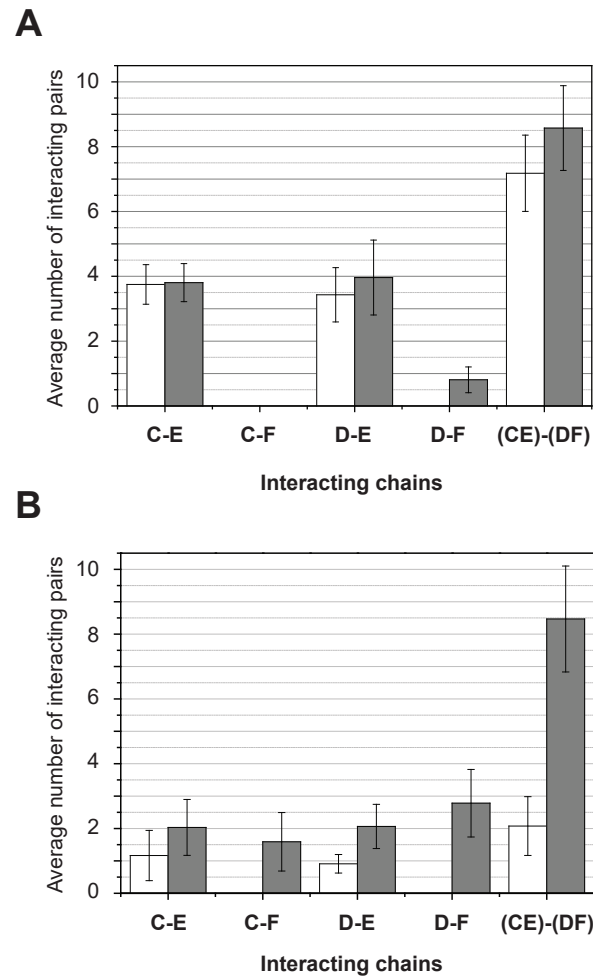 A
Average number of interacting pairs
10
8
6
4
2
0
C-E C-F D-E D-F (CE)-(DF)
Interacting chains
B
Average number of interacting pairs
10
8
6
4
2
0
C-E C-F D-E D-F (CE)-(DF)
Interacting chains